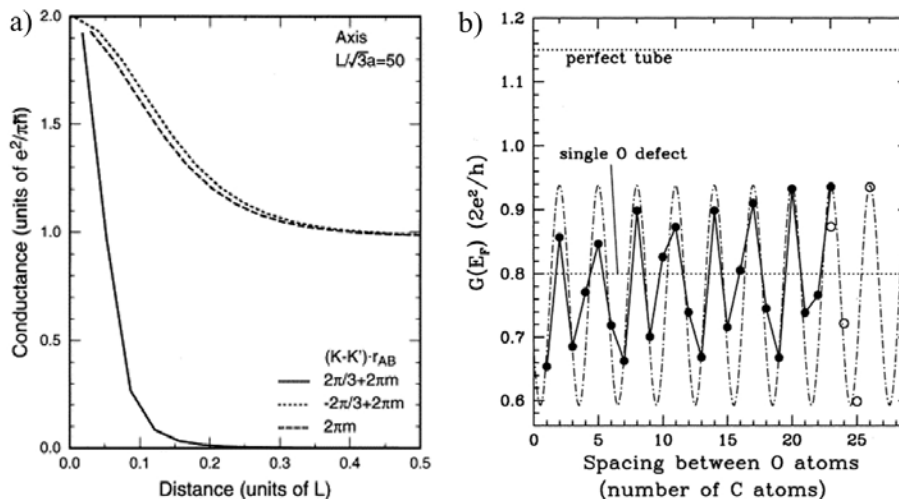 a)
Axis
L/√3a=50
Conductance (units of e²/πħ)
2.0
1.5
1.0
0.5
0.0
(K-K')·r_AB
2π/3+2πm
-2π/3+2πm
2πm
0.0 0.1 0.2 0.3 0.4 0.5
Distance (units of L)
b)
G(E_F) (2e²/h)
1.2
1.1
1.0
0.9
0.8
0.7
0.6
perfect tube
single O defect
0 5 10 15 20 25
Spacing between O atoms
(number of C atoms)